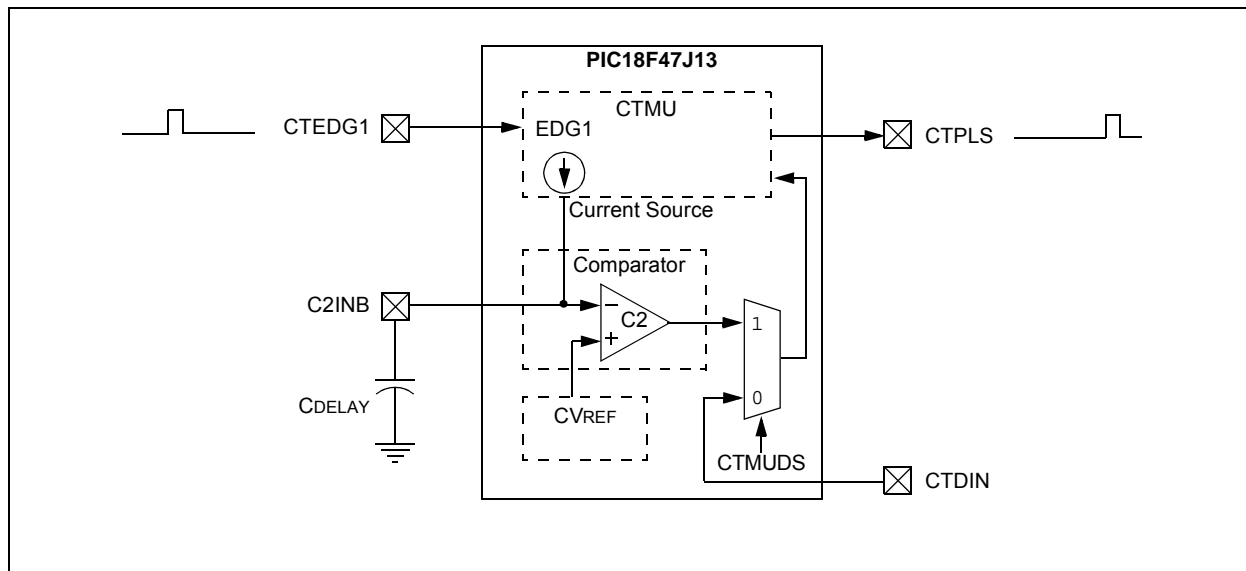 PIC18F47J13
CTMU
CTEDG1
EDG1
CTPLS
Current Source
Comparator
C2INB
C2
1
CDELAY
0
CVREF
CTMUDS
CTDIN